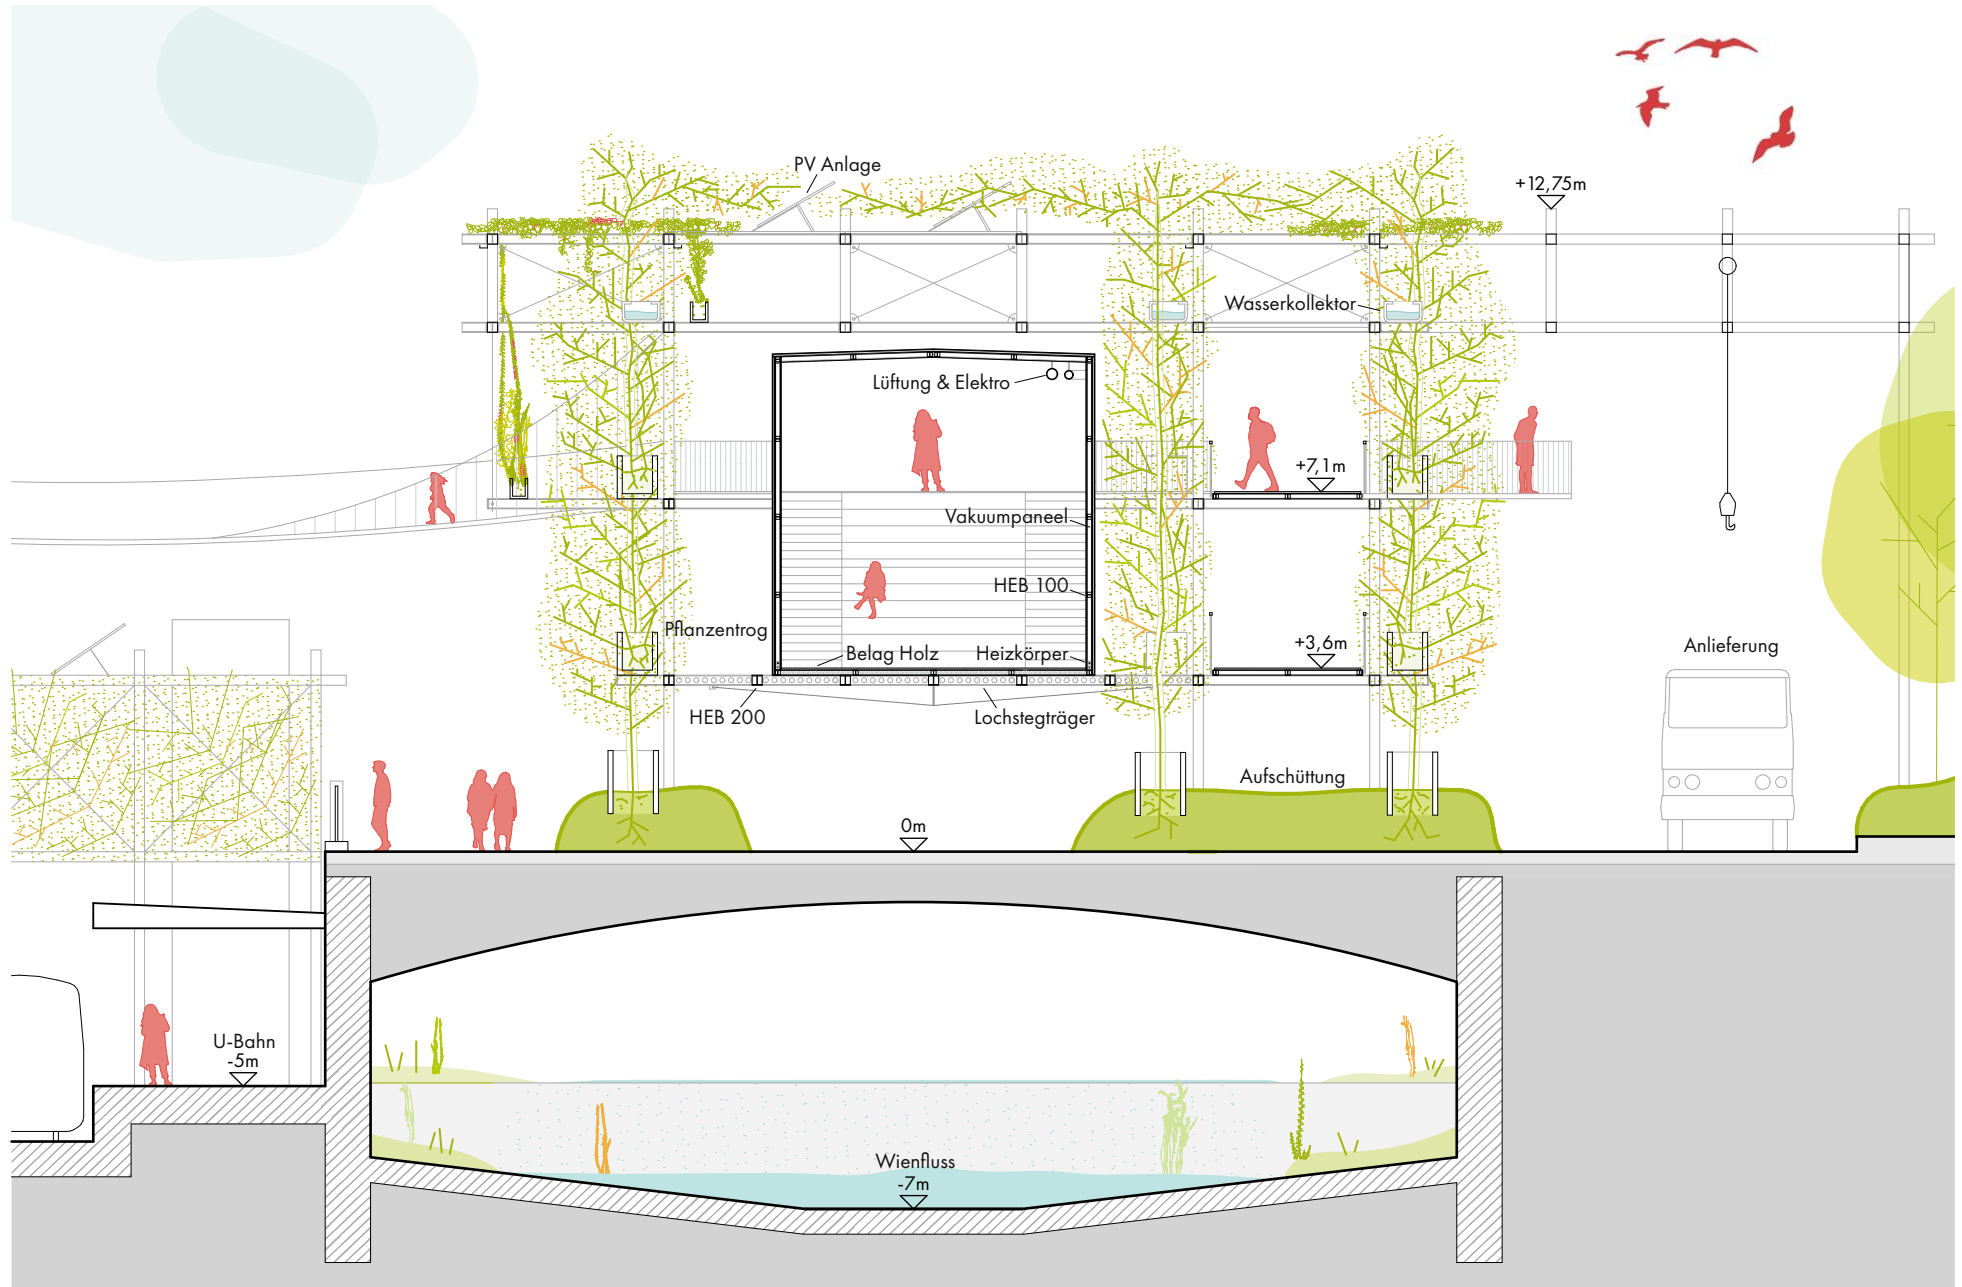 PV Anlage
+12,75m
Wasserkollektor
Lüftung & Elektro
+7,1m
Vakuumpaneel
HEB 100
Pflanzentrog
Belag Holz
Heizkörper
+3,6m
Anlieferung
HEB 200
Lochstegträger
Aufschüttung
0m
U-Bahn
-5m
Wienfluss
-7m